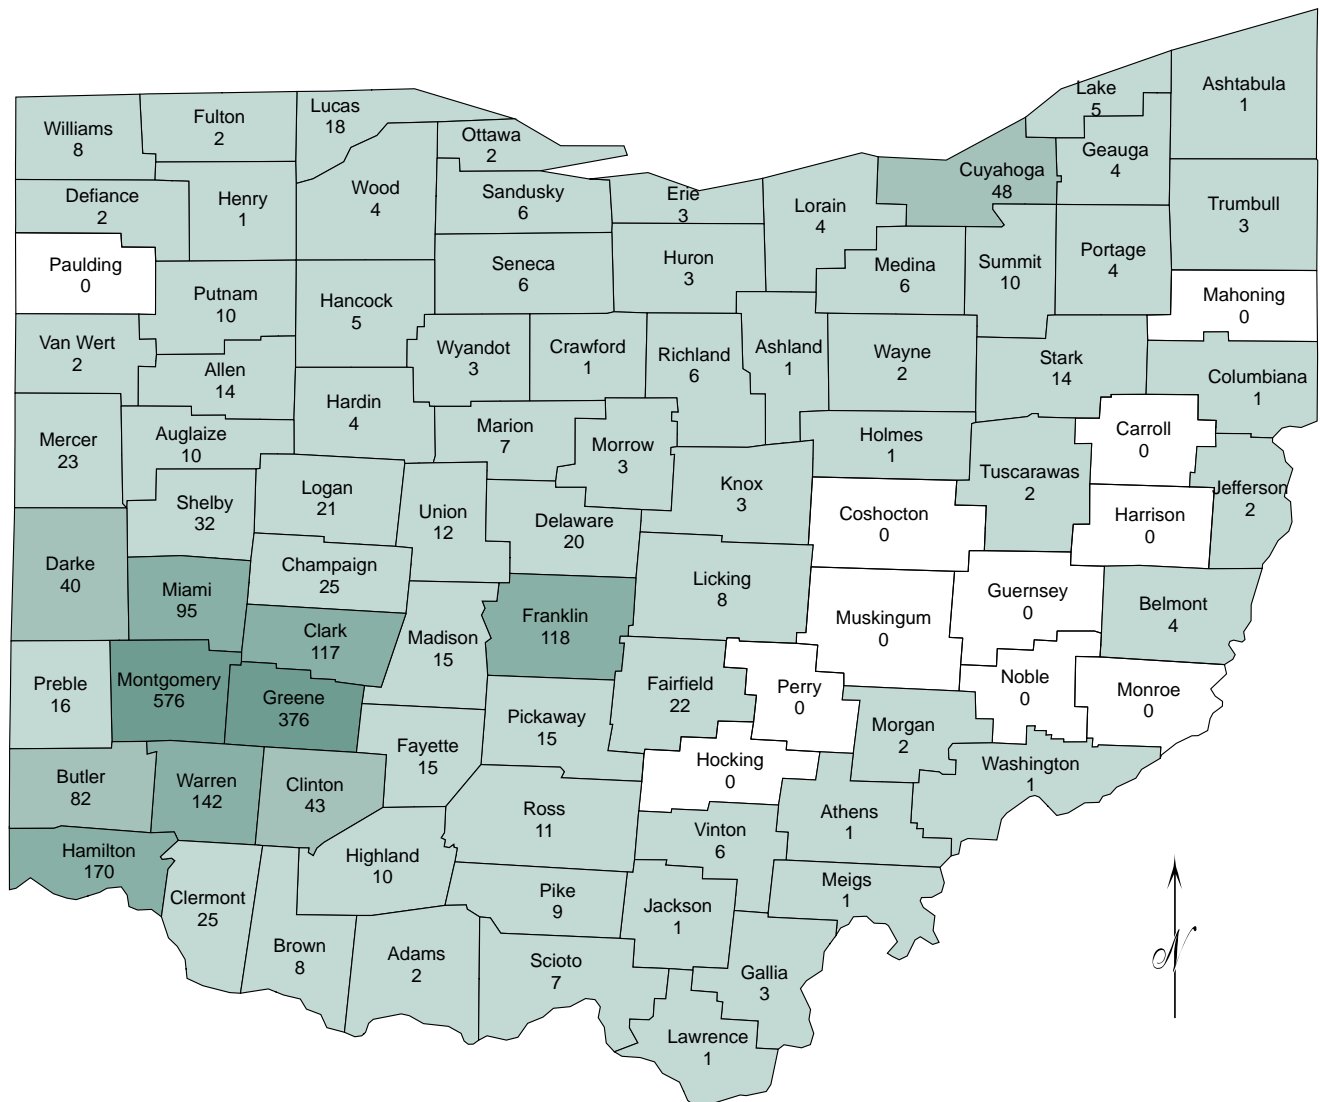 Ashtabula
1
Lake
5
Lucas
18
Fulton
2
Williams
8
Ottawa
2
Geauga
4
Cuyahoga
48
Wood
4
Sandusky
6
Erie
3
Lorain
4
Henry
1
Defiance
2
Trumbull
3
Portage
4
Summit
10
Medina
6
Huron
3
Seneca
6
Paulding
0
Putnam
10
Hancock
5
Mahoning
0
Van Wert
2
Allen
14
Wyandot
3
Crawford
1
Richland
6
Ashland
1
Wayne
2
Stark
14
Columbiana
1
Hardin
4
Mercer
23
Auglaize
10
Marion
7
Morrow
3
Holmes
1
Carroll
0
Tuscarawas
2
Knox
3
Jefferson
2
Logan
21
Shelby
32
Union
12
Delaware
20
Coshocton
0
Harrison
0
Darke
40
Champaign
25
Miami
95
Licking
8
Guernsey
0
Belmont
4
Franklin
118
Muskingum
0
Clark
117
Madison
15
Preble
16
Montgomery
576
Greene
376
Fairfield
22
Perry
0
Noble
0
Monroe
0
Pickaway
15
Morgan
2
Fayette
15
Hocking
0
Washington
1
Butler
82
Warren
142
Clinton
43
Ross
11
Athens
1
Vinton
6
Hamilton
170
Highland
10
Clermont
25
Pike
9
Jackson
1
Meigs
1
Brown
8
Adams
2
Scioto
7
Gallia
3
Lawrence
1
N